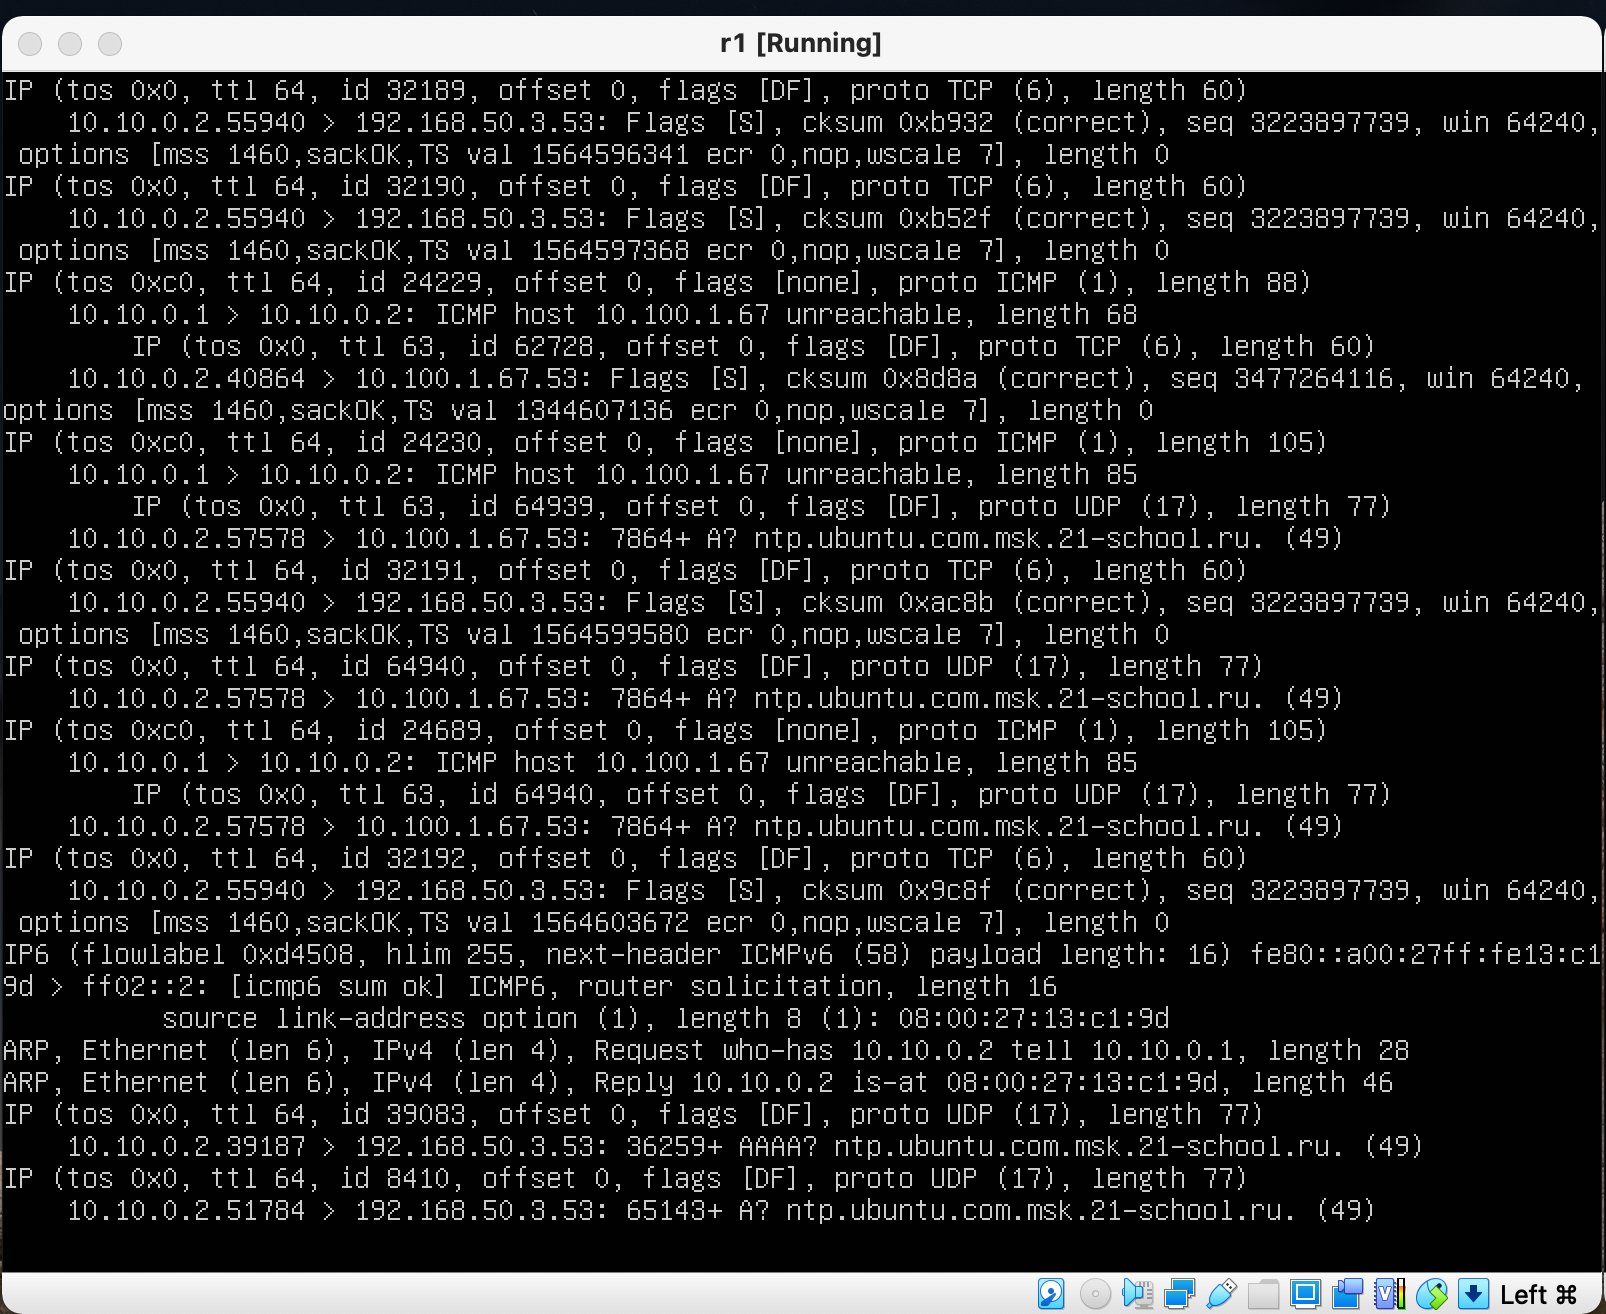 r1 [Running]
IP (tos 0x0, ttl 64, id 32189, offset 0, flags [DF], proto TCP (6), length 60)
    10.10.0.2.55940 > 192.168.50.3.53: Flags [S], cksum 0xb932 (correct), seq 3223897739, win 64240,
 options [mss 1460,sackOK,TS val 1564596341 ecr 0,nop,wscale 7], length 0
IP (tos 0x0, ttl 64, id 32190, offset 0, flags [DF], proto TCP (6), length 60)
    10.10.0.2.55940 > 192.168.50.3.53: Flags [S], cksum 0xb52f (correct), seq 3223897739, win 64240,
 options [mss 1460,sackOK,TS val 1564597368 ecr 0,nop,wscale 7], length 0
IP (tos 0xc0, ttl 64, id 24229, offset 0, flags [none], proto ICMP (1), length 88)
    10.10.0.1 > 10.10.0.2: ICMP host 10.100.1.67 unreachable, length 68
        IP (tos 0x0, ttl 63, id 62728, offset 0, flags [DF], proto TCP (6), length 60)
    10.10.0.2.40864 > 10.100.1.67.53: Flags [S], cksum 0x8d8a (correct), seq 3477264116, win 64240,
options [mss 1460,sackOK,TS val 1344607136 ecr 0,nop,wscale 7], length 0
IP (tos 0xc0, ttl 64, id 24230, offset 0, flags [none], proto ICMP (1), length 105)
    10.10.0.1 > 10.10.0.2: ICMP host 10.100.1.67 unreachable, length 85
        IP (tos 0x0, ttl 63, id 64939, offset 0, flags [DF], proto UDP (17), length 77)
    10.10.0.2.57578 > 10.100.1.67.53: 7864+ A? ntp.ubuntu.com.msk.21-school.ru. (49)
IP (tos 0x0, ttl 64, id 32191, offset 0, flags [DF], proto TCP (6), length 60)
    10.10.0.2.55940 > 192.168.50.3.53: Flags [S], cksum 0xac8b (correct), seq 3223897739, win 64240,
 options [mss 1460,sackOK,TS val 1564599580 ecr 0,nop,wscale 7], length 0
IP (tos 0x0, ttl 64, id 64940, offset 0, flags [DF], proto UDP (17), length 77)
    10.10.0.2.57578 > 10.100.1.67.53: 7864+ A? ntp.ubuntu.com.msk.21-school.ru. (49)
IP (tos 0xc0, ttl 64, id 24689, offset 0, flags [none], proto ICMP (1), length 105)
    10.10.0.1 > 10.10.0.2: ICMP host 10.100.1.67 unreachable, length 85
        IP (tos 0x0, ttl 63, id 64940, offset 0, flags [DF], proto UDP (17), length 77)
    10.10.0.2.57578 > 10.100.1.67.53: 7864+ A? ntp.ubuntu.com.msk.21-school.ru. (49)
IP (tos 0x0, ttl 64, id 32192, offset 0, flags [DF], proto TCP (6), length 60)
    10.10.0.2.55940 > 192.168.50.3.53: Flags [S], cksum 0x9c8f (correct), seq 3223897739, win 64240,
 options [mss 1460,sackOK,TS val 1564603672 ecr 0,nop,wscale 7], length 0
IP6 (flowlabel 0xd4508, hlim 255, next-header ICMPv6 (58) payload length: 16) fe80::a00:27ff:fe13:c1
9d > ff02::2: [icmp6 sum ok] ICMP6, router solicitation, length 16
          source link-address option (1), length 8 (1): 08:00:27:13:c1:9d
ARP, Ethernet (len 6), IPv4 (len 4), Request who-has 10.10.0.2 tell 10.10.0.1, length 28
ARP, Ethernet (len 6), IPv4 (len 4), Reply 10.10.0.2 is-at 08:00:27:13:c1:9d, length 46
IP (tos 0x0, ttl 64, id 39083, offset 0, flags [DF], proto UDP (17), length 77)
    10.10.0.2.39187 > 192.168.50.3.53: 36259+ AAAA? ntp.ubuntu.com.msk.21-school.ru. (49)
IP (tos 0x0, ttl 64, id 8410, offset 0, flags [DF], proto UDP (17), length 77)
    10.10.0.2.51784 > 192.168.50.3.53: 65143+ A? ntp.ubuntu.com.msk.21-school.ru. (49)
Left ⌘